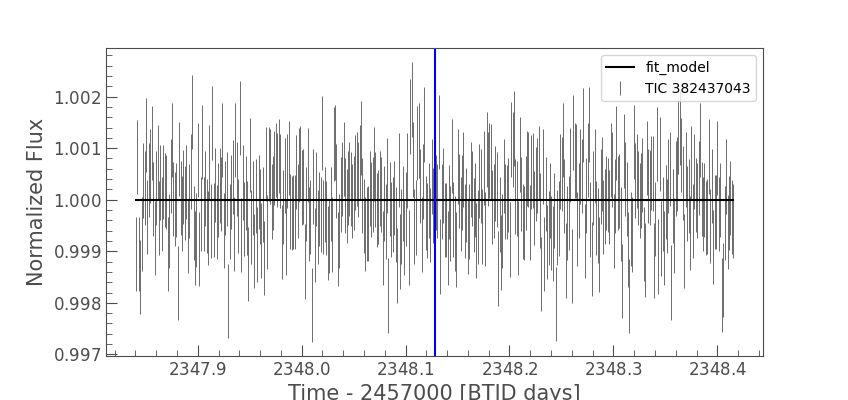 fit_model
TIC 382437043
Normalized Flux
1.002
1.001
1.000
0.999
0.998
0.997
2347.9 2348.0 2348.1 2348.2 2348.3 2348.4
Time - 2457000 [BTJD days]